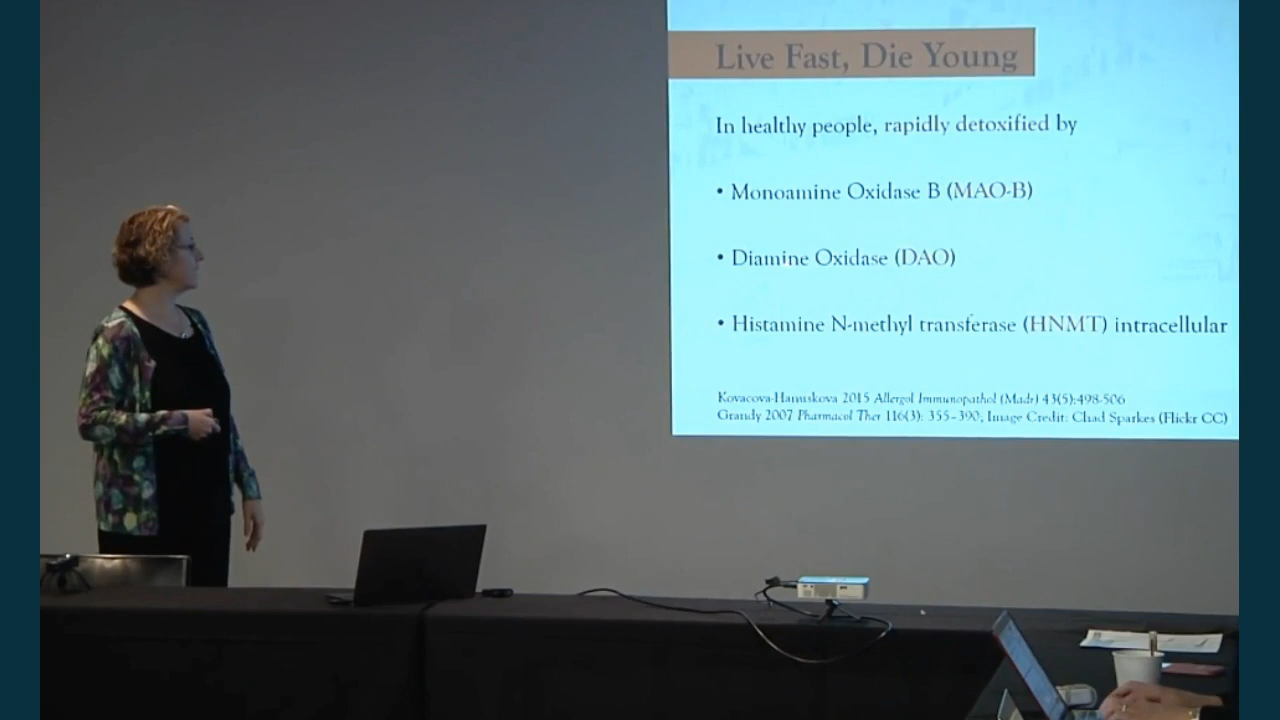 Live Fast, Die Young
In healthy people, rapidly detoxified by
• Monoamine Oxidase B (MAO-B)
• Diamine Oxidase (DAO)
• Histamine N-methyl transferase (HNMT) intracellular
Kovacova-Hanuskova 2015 Allergol Immunopathol (Madr) 43(5):498-506
Grandy 2007 Pharmacol Ther 116(3): 355–390, Image Credit: Chad Sparkes (Flickr CC)